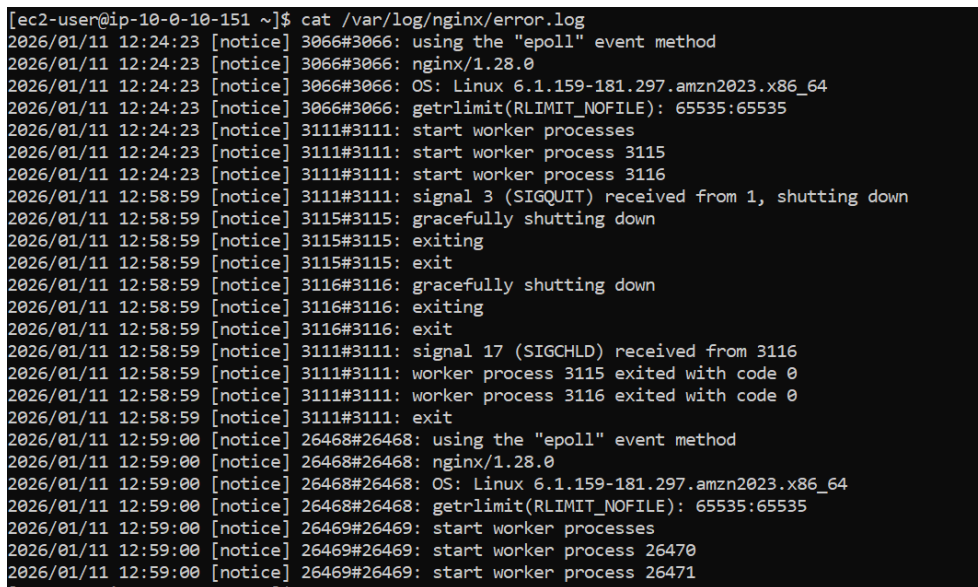 [ec2-user@ip-10-0-10-151 ~]$ cat /var/log/nginx/error.log
2026/01/11 12:24:23 [notice] 3066#3066: using the "epoll" event method
2026/01/11 12:24:23 [notice] 3066#3066: nginx/1.28.0
2026/01/11 12:24:23 [notice] 3066#3066: OS: Linux 6.1.159-181.297.amzn2023.x86_64
2026/01/11 12:24:23 [notice] 3066#3066: getrlimit(RLIMIT_NOFILE): 65535:65535
2026/01/11 12:24:23 [notice] 3111#3111: start worker processes
2026/01/11 12:24:23 [notice] 3111#3111: start worker process 3115
2026/01/11 12:24:23 [notice] 3111#3111: start worker process 3116
2026/01/11 12:58:59 [notice] 3111#3111: signal 3 (SIGQUIT) received from 1, shutting down
2026/01/11 12:58:59 [notice] 3115#3115: gracefully shutting down
2026/01/11 12:58:59 [notice] 3115#3115: exiting
2026/01/11 12:58:59 [notice] 3115#3115: exit
2026/01/11 12:58:59 [notice] 3116#3116: gracefully shutting down
2026/01/11 12:58:59 [notice] 3116#3116: exiting
2026/01/11 12:58:59 [notice] 3116#3116: exit
2026/01/11 12:58:59 [notice] 3111#3111: signal 17 (SIGCHLD) received from 3116
2026/01/11 12:58:59 [notice] 3111#3111: worker process 3115 exited with code 0
2026/01/11 12:58:59 [notice] 3111#3111: worker process 3116 exited with code 0
2026/01/11 12:58:59 [notice] 3111#3111: exit
2026/01/11 12:59:00 [notice] 26468#26468: using the "epoll" event method
2026/01/11 12:59:00 [notice] 26468#26468: nginx/1.28.0
2026/01/11 12:59:00 [notice] 26468#26468: OS: Linux 6.1.159-181.297.amzn2023.x86_64
2026/01/11 12:59:00 [notice] 26468#26468: getrlimit(RLIMIT_NOFILE): 65535:65535
2026/01/11 12:59:00 [notice] 26469#26469: start worker processes
2026/01/11 12:59:00 [notice] 26469#26469: start worker process 26470
2026/01/11 12:59:00 [notice] 26469#26469: start worker process 26471